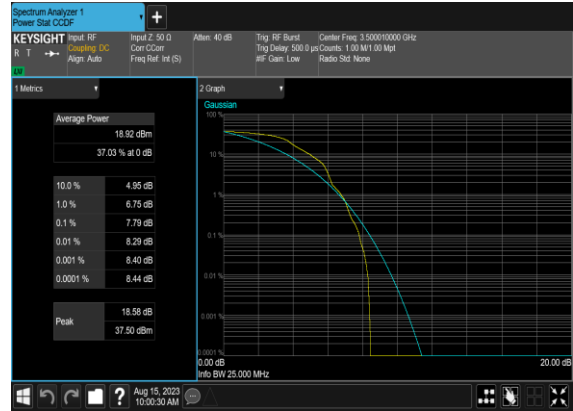 Spectrum Analyzer 1
Power Stat CCDF
KEYSIGHT
R T
LXI
Input: RF
Coupling: DC
Align: Auto
Input Z: 50 Ω
Corr CCorr
Freq Ref: Int (S)
Atten: 40 dB
Trig: RF Burst
Trig Delay: 500.0 µs
#IF Gain: Low
Center Freq: 3.500010000 GHz
Counts: 1.00 M/1.00 Mpt
Radio Std: None
1 Metrics
Average Power
18.92 dBm
37.03 % at 0 dB
10.0 % 4.95 dB
1.0 % 6.75 dB
0.1 % 7.79 dB
0.01 % 8.29 dB
0.001 % 8.40 dB
0.0001 % 8.44 dB
Peak
18.58 dB
37.50 dBm
2 Graph
Gaussian
100 %
10 %
1 %
0.1 %
0.01 %
0.001 %
0.0001 %
0.00 dB
20.00 dB
Info BW 25.000 MHz
?
Aug 15, 2023
10:00:30 AM